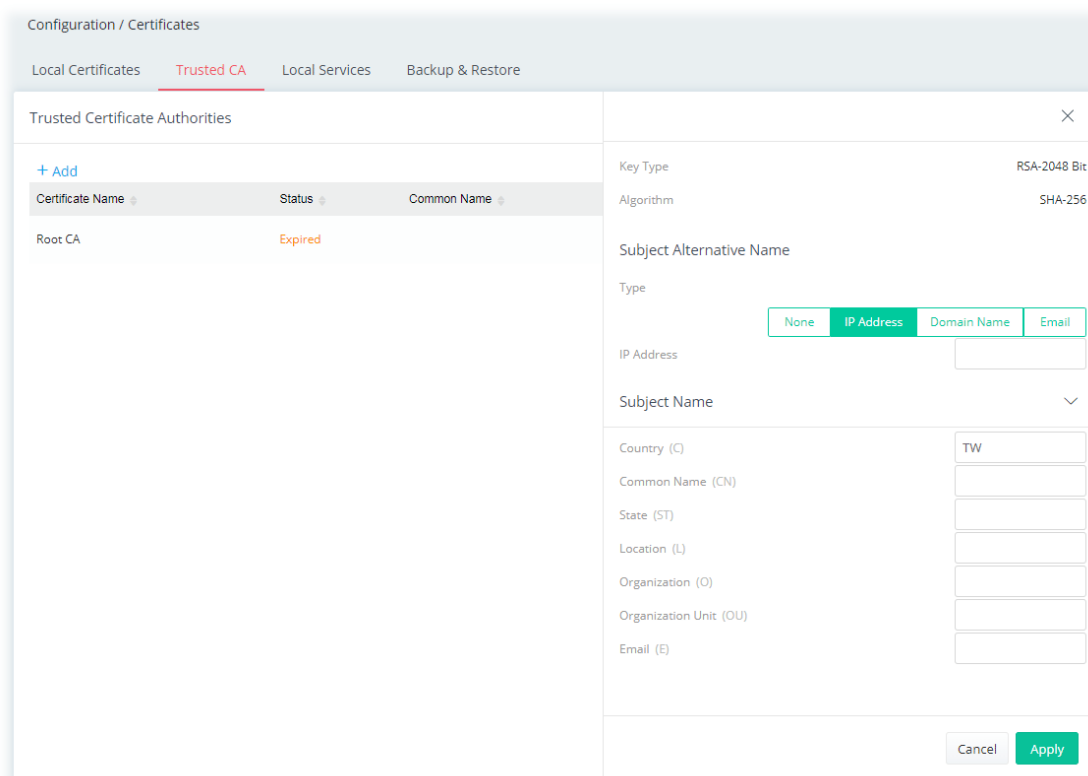 Configuration / Certificates
Local Certificates Trusted CA Local Services Backup & Restore
Trusted Certificate Authorities
+ Add
Certificate Name Status Common Name
Root CA Expired
Key Type RSA-2048 Bit
Algorithm SHA-256
Subject Alternative Name
Type
None IP Address Domain Name Email
IP Address
Subject Name
Country (C) TW
Common Name (CN)
State (ST)
Location (L)
Organization (O)
Organization Unit (OU)
Email (E)
Cancel Apply